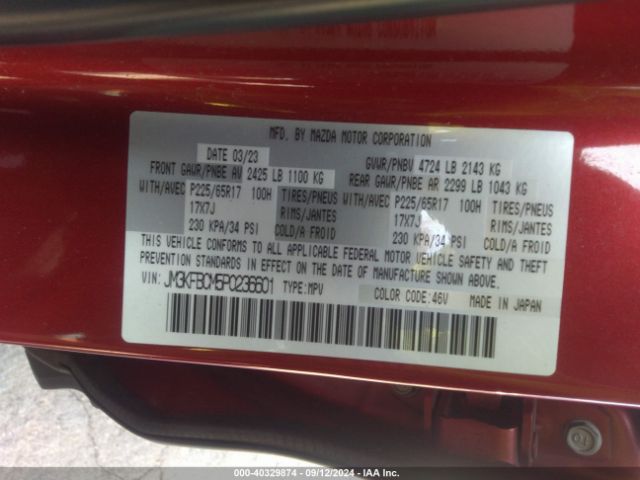 MFD. BY MAZDA MOTOR CORPORATION
DATE 03/23 GVWR/PNBV 4724 LB 2143 KG
FRONT GAWR/PNBE AV 2425 LB 1100 KG REAR GAWR/PNBE AR 2299 LB 1043 KG
WITH/AVEC P225/65R17 100H TIRES/PNEUS WITH/AVEC P225/65R17 100H TIRES/PNEUS
17X7J RIMS/JANTES 17X7J RIMS/JANTES
230 KPA/34 PSI COLD/A FROID 230 KPA/34 PSI COLD/A FROID
THIS VEHICLE CONFORMS TO ALL APPLICABLE FEDERAL MOTOR VEHICLE SAFETY AND THEFT
PREVENTION STANDARDS IN EFFECT ON THE DATE OF MANUFACTURE SHOWN ABOVE.
VIN: JM3KFBCM5P0236601 TYPE: MPV COLOR CODE: 46V MADE IN JAPAN
000-40329874 - 09/12/2024 - IAA Inc.